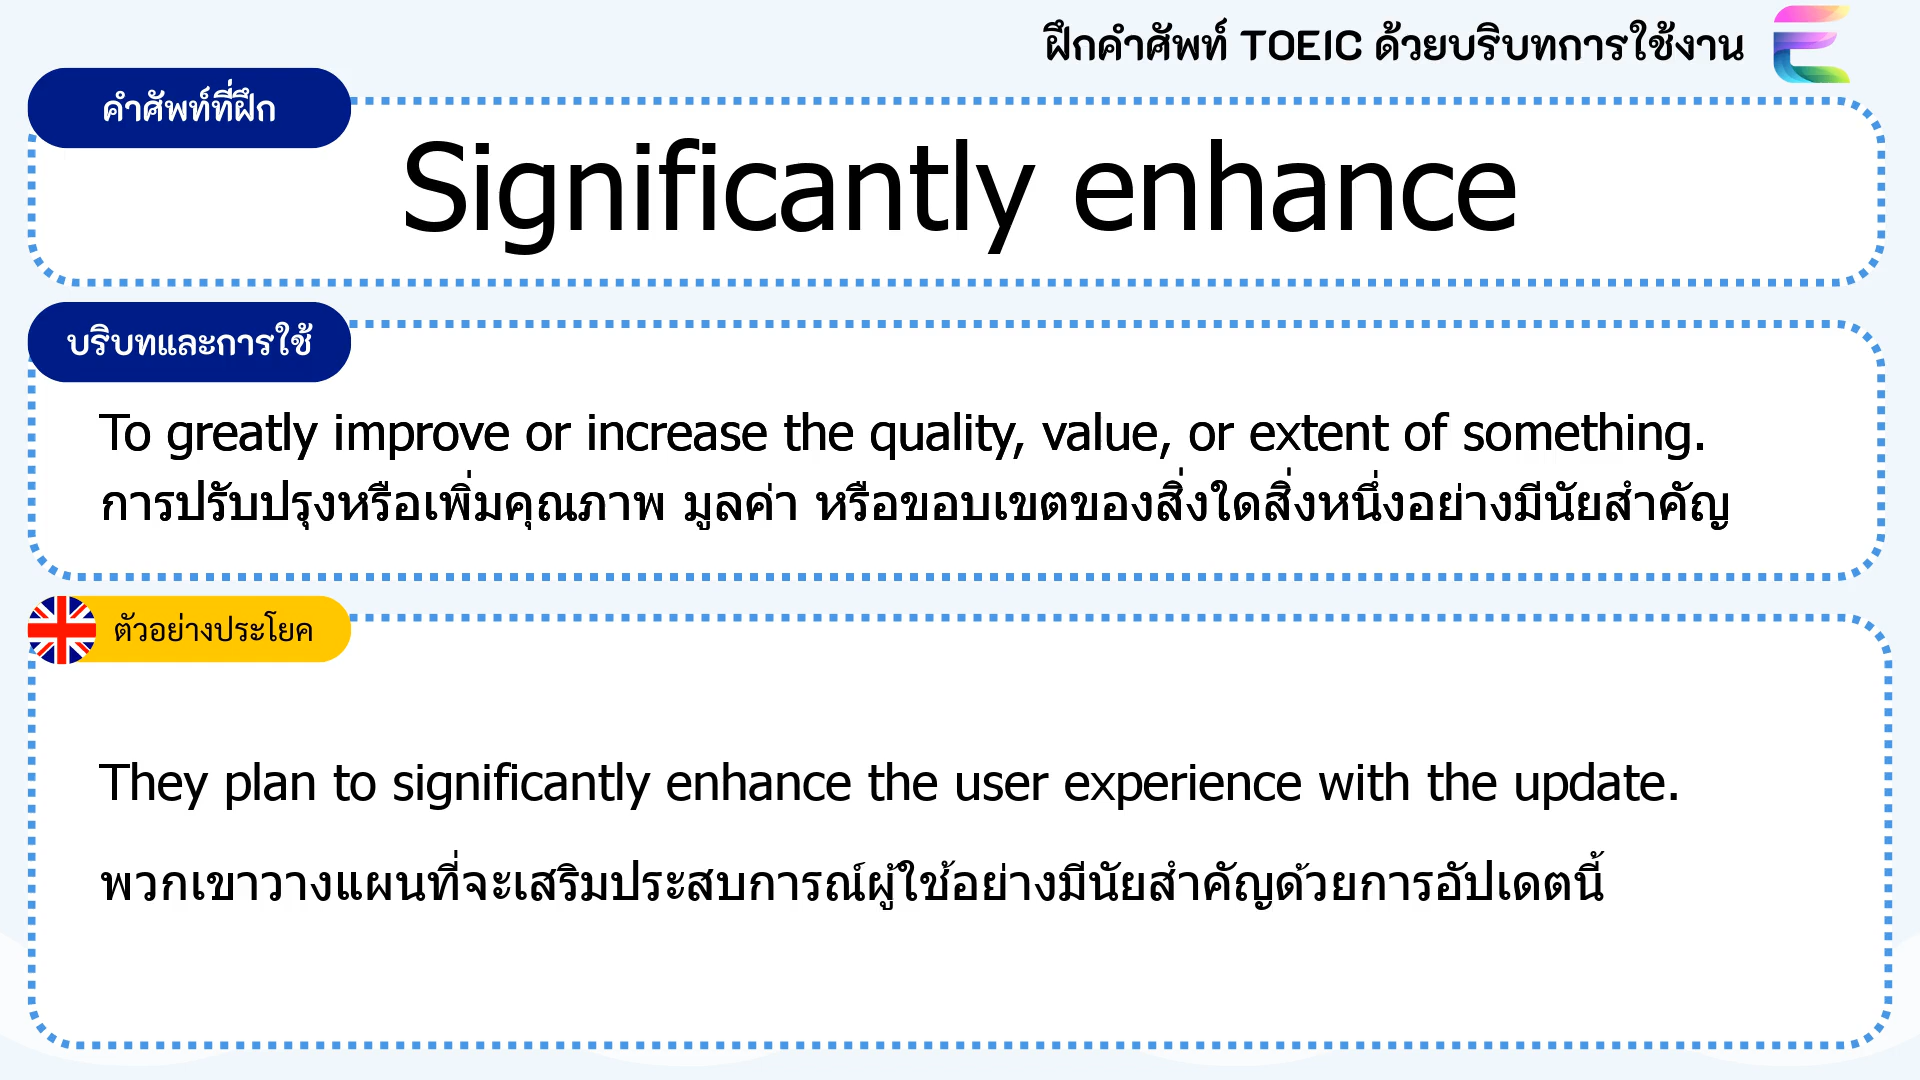 ฝึกคำศัพท์ TOEIC ด้วยบริบทการใช้งาน
คำศัพท์ที่ฝึก
Significantly enhance
บริบทและการใช้
To greatly improve or increase the quality, value, or extent of something.
การปรับปรุงหรือเพิ่มคุณภาพ มูลค่า หรือขอบเขตของสิ่งใดสิ่งหนึ่งอย่างมีนัยสำคัญ
ตัวอย่างประโยค
They plan to significantly enhance the user experience with the update.
พวกเขาวางแผนที่จะเสริมประสบการณ์ผู้ใช้อย่างมีนัยสำคัญด้วยการอัปเดตนี้